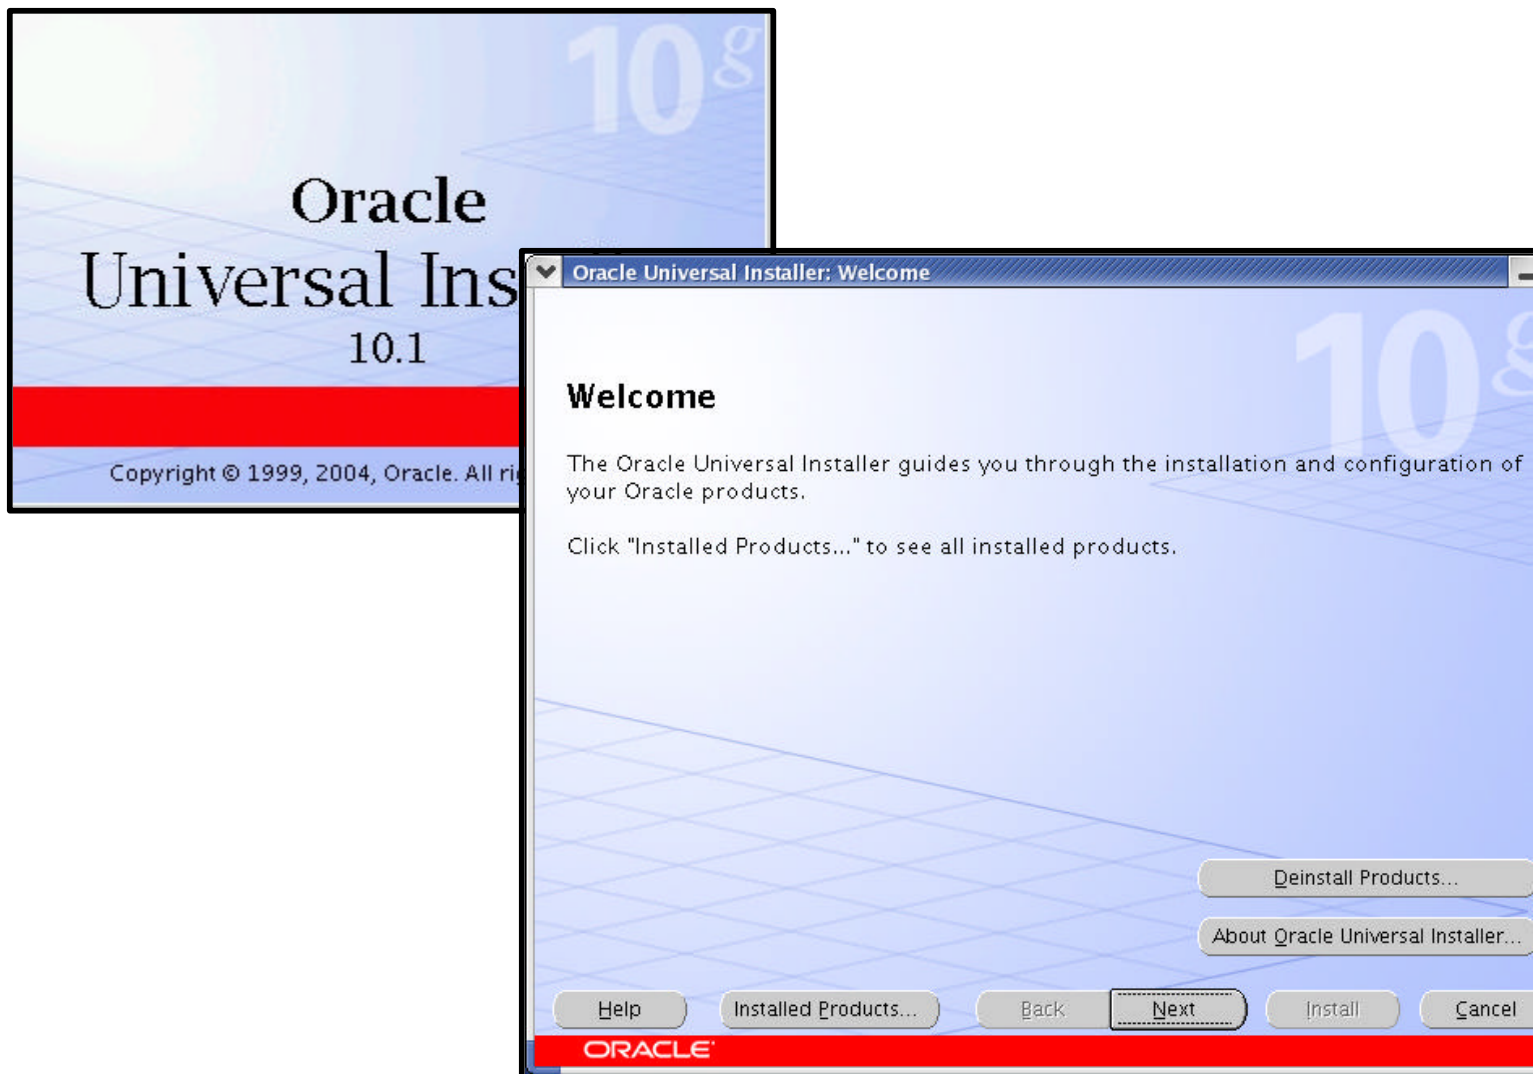 10g
Oracle
Universal Ins
10.1
Copyright © 1999, 2004, Oracle. All ri
Oracle Universal Installer: Welcome
10g
Welcome
The Oracle Universal Installer guides you through the installation and configuration of
your Oracle products.
Click "Installed Products..." to see all installed products.
Deinstall Products...
About Oracle Universal Installer...
Help
Installed Products...
Back
Next
Install
Cancel
ORACLE